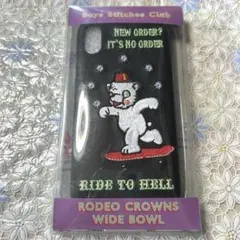 Boys Stitches Club
NEW ORDER?
IT'S NO ORDER
RIDE TO HELL
RODEO CROWNS
WIDE BOWL